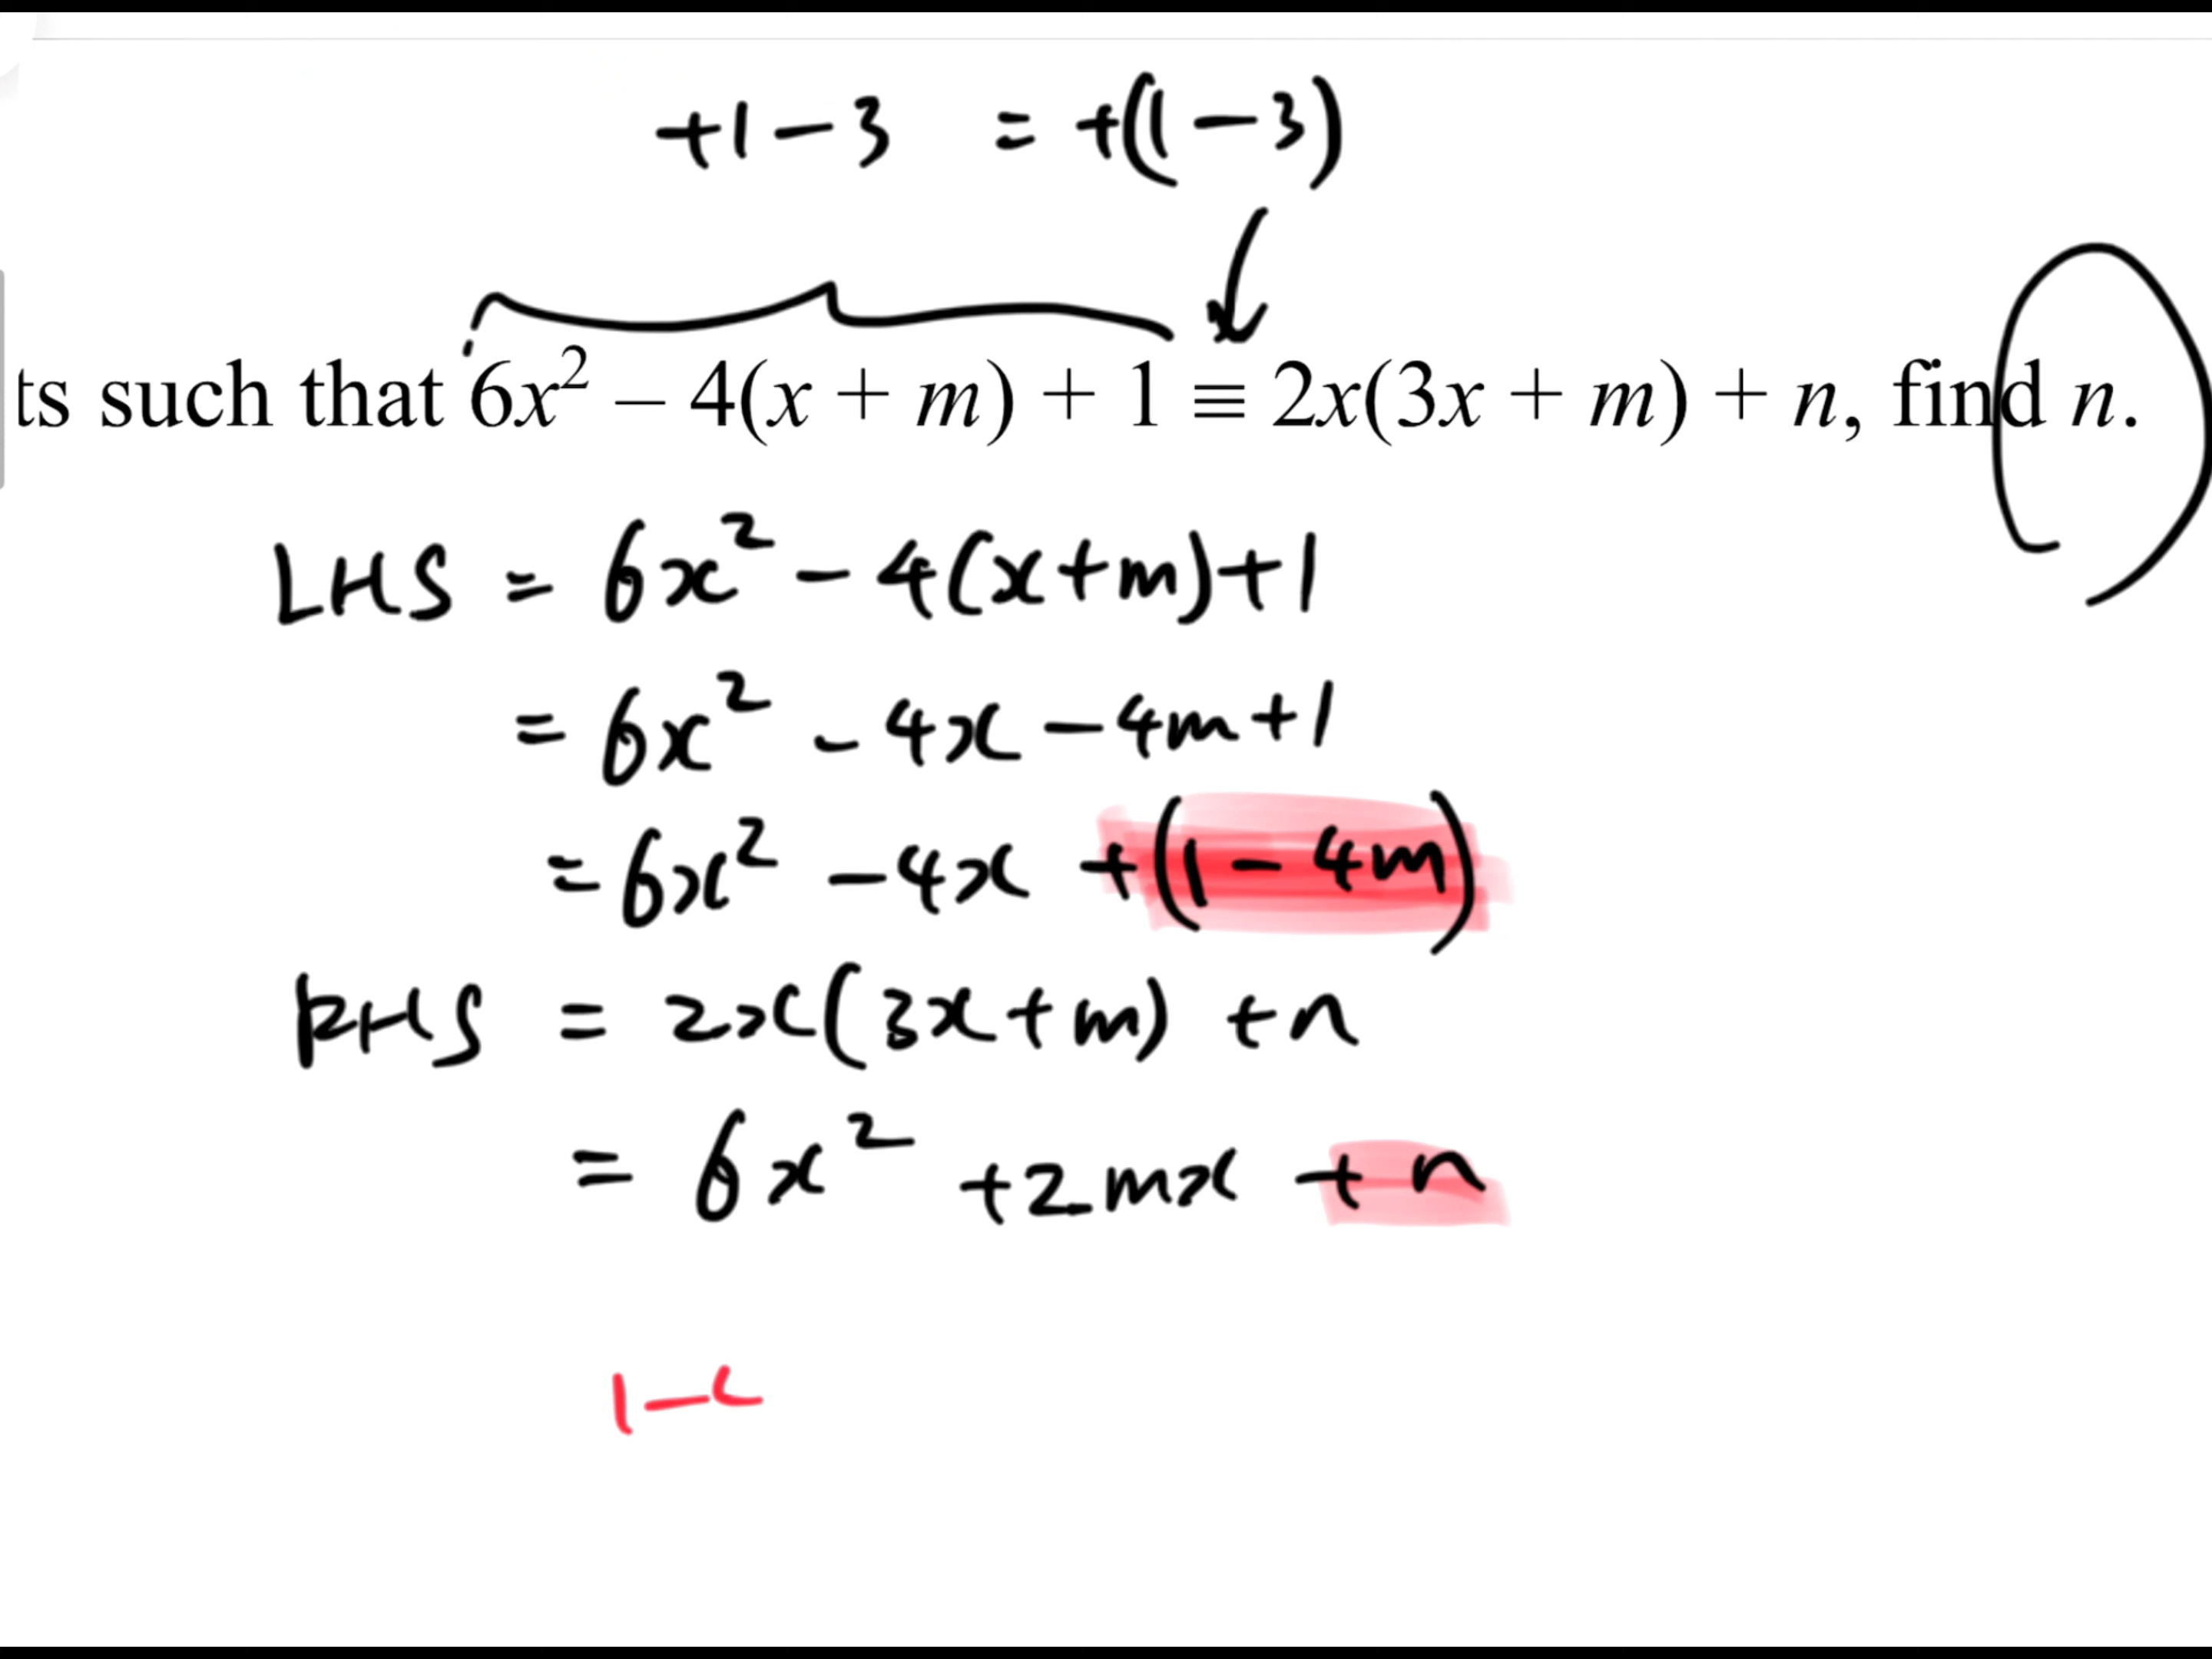 +1-3 = +(1-3)
ts such that 6x² – 4(x + m) + 1 ≡ 2x(3x + m) + n, find n.
LHS = 6x² - 4(x+m)+1
= 6x² - 4x - 4m+1
= 6x² - 4x +(1 - 4m)
RHS = 2x(3x+m) +n
= 6x² +2mx + n
1-